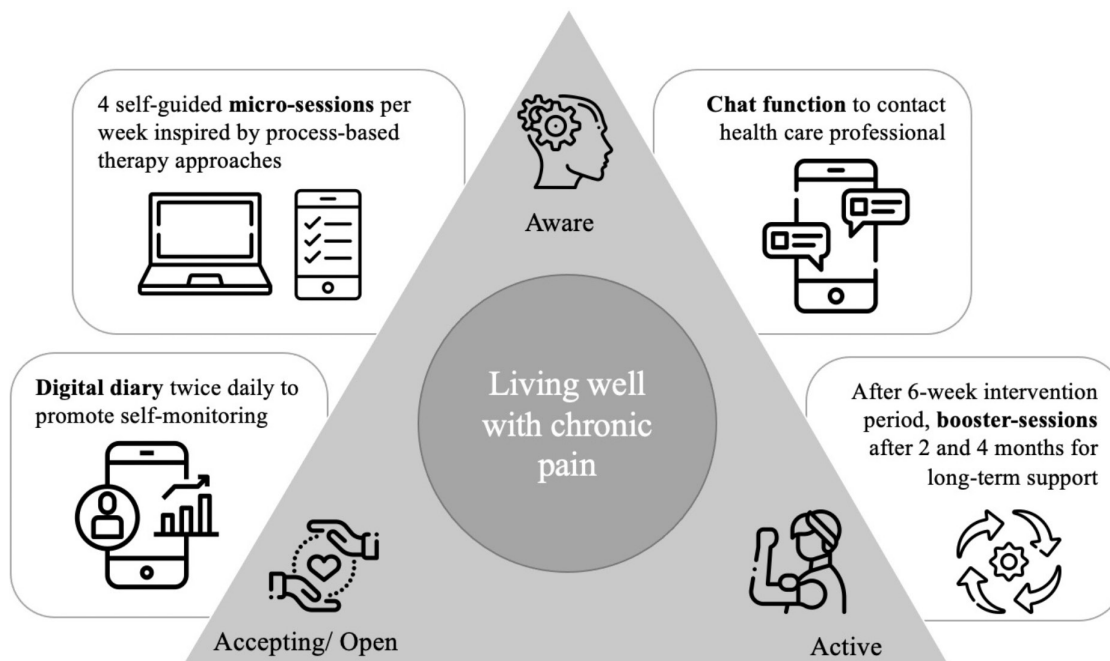 4 self-guided micro-sessions per
week inspired by process-based
therapy approaches
Chat function to contact
health care professional
Aware
Digital diary twice daily to
promote self-monitoring
Living well
with chronic
pain
After 6-week intervention
period, booster-sessions
after 2 and 4 months for
long-term support
Accepting/ Open
Active